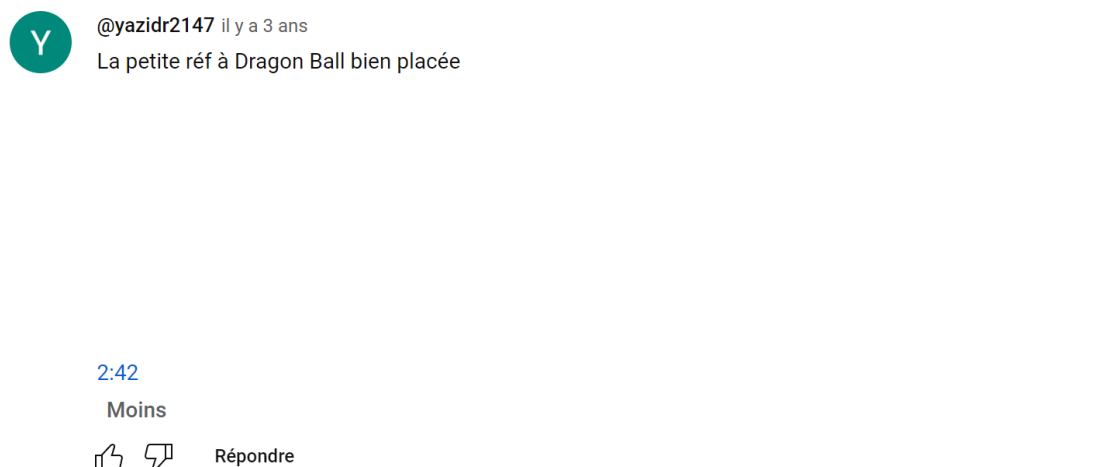 Y
@yazidr2147 il y a 3 ans
La petite réf à Dragon Ball bien placée
2:42
Moins
Répondre